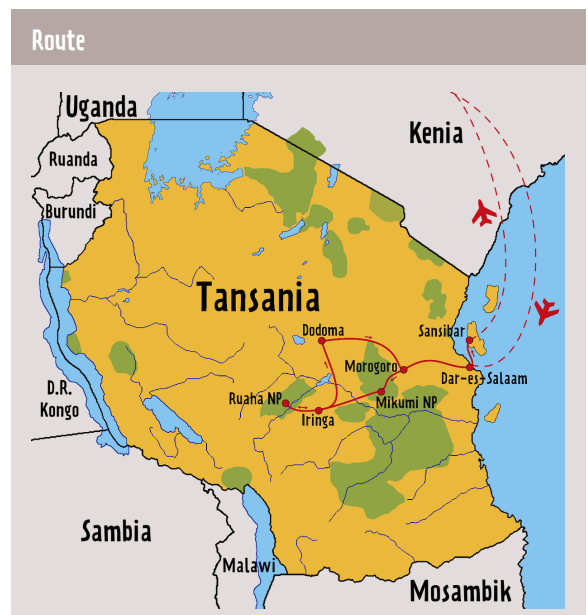 Route
Uganda
Kenia
Ruanda
Burundi
Tansania
Dodoma
Sansibar
Morogoro
Dar-es-Salaam
D.R.
Kongo
Ruaha NP
Mikumi NP
Iringa
Sambia
Malawi
Mosambik